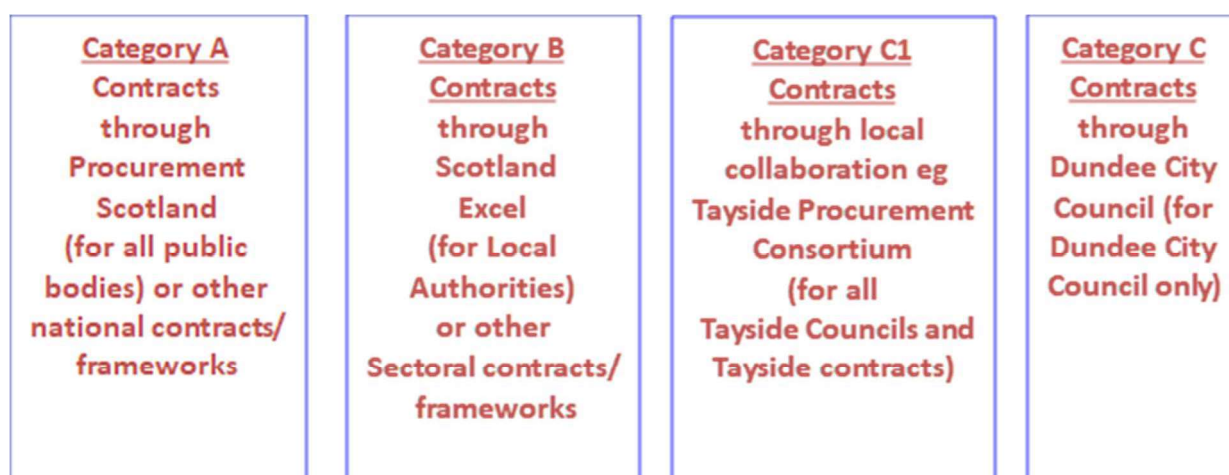 Category A
Contracts
through
Procurement
Scotland
(for all public
bodies) or other
national contracts/
frameworks
Category B
Contracts
through
Scotland
Excel
(for Local
Authorities)
or other
Sectoral contracts/
frameworks
Category C1
Contracts
through local
collaboration eg
Tayside Procurement
Consortium
(for all
Tayside Councils and
Tayside contracts)
Category C
Contracts
through
Dundee City
Council (for
Dundee City
Council only)